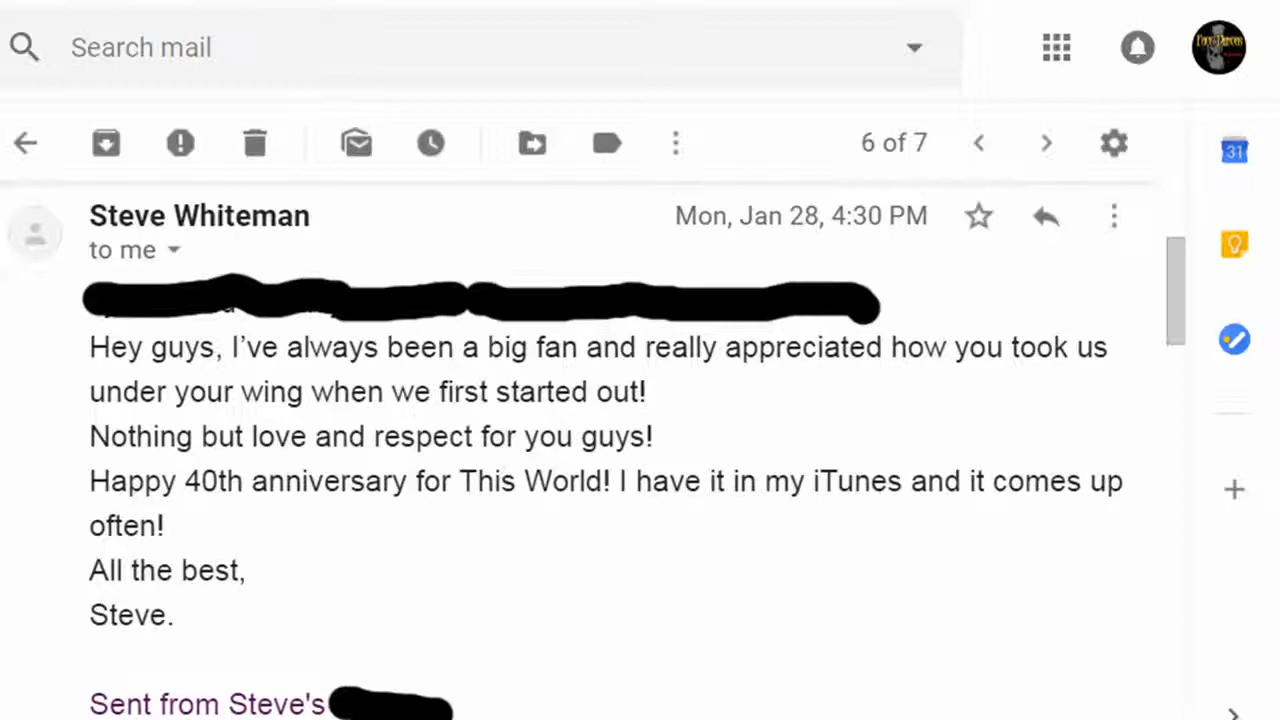 Search mail
6 of 7
31
Steve Whiteman
Mon, Jan 28, 4:30 PM
to me
Hey guys, I’ve always been a big fan and really appreciated how you took us
under your wing when we first started out!
Nothing but love and respect for you guys!
Happy 40th anniversary for This World! I have it in my iTunes and it comes up
often!
All the best,
Steve.
Sent from Steve's